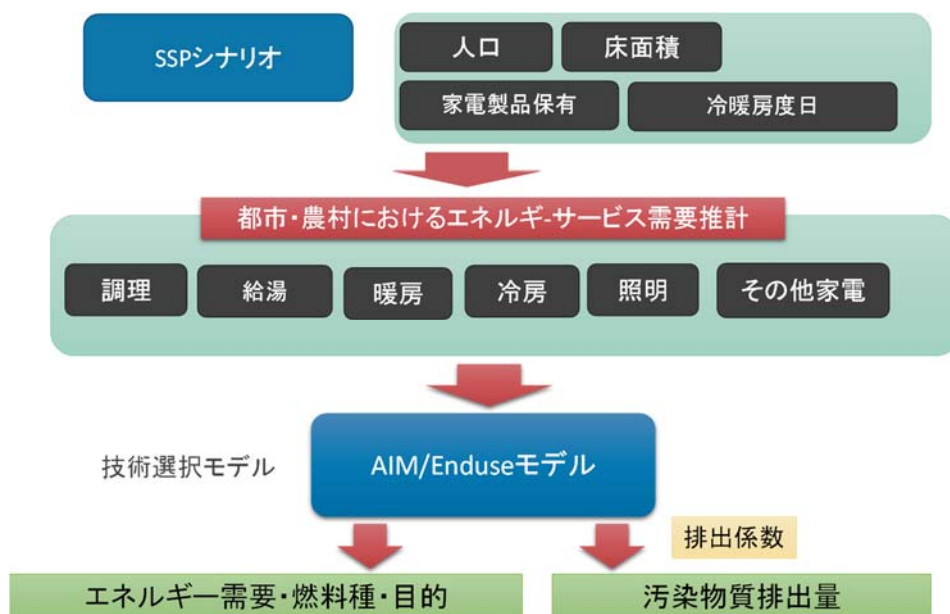 SSPシナリオ
人口
床面積
家電製品保有
冷暖房度日
都市・農村におけるエネルギ-サービス需要推計
調理
給湯
暖房
冷房
照明
その他家電
技術選択モデル
AIM/Enduseモデル
排出係数
エネルギー需要・燃料種・目的
汚染物質排出量